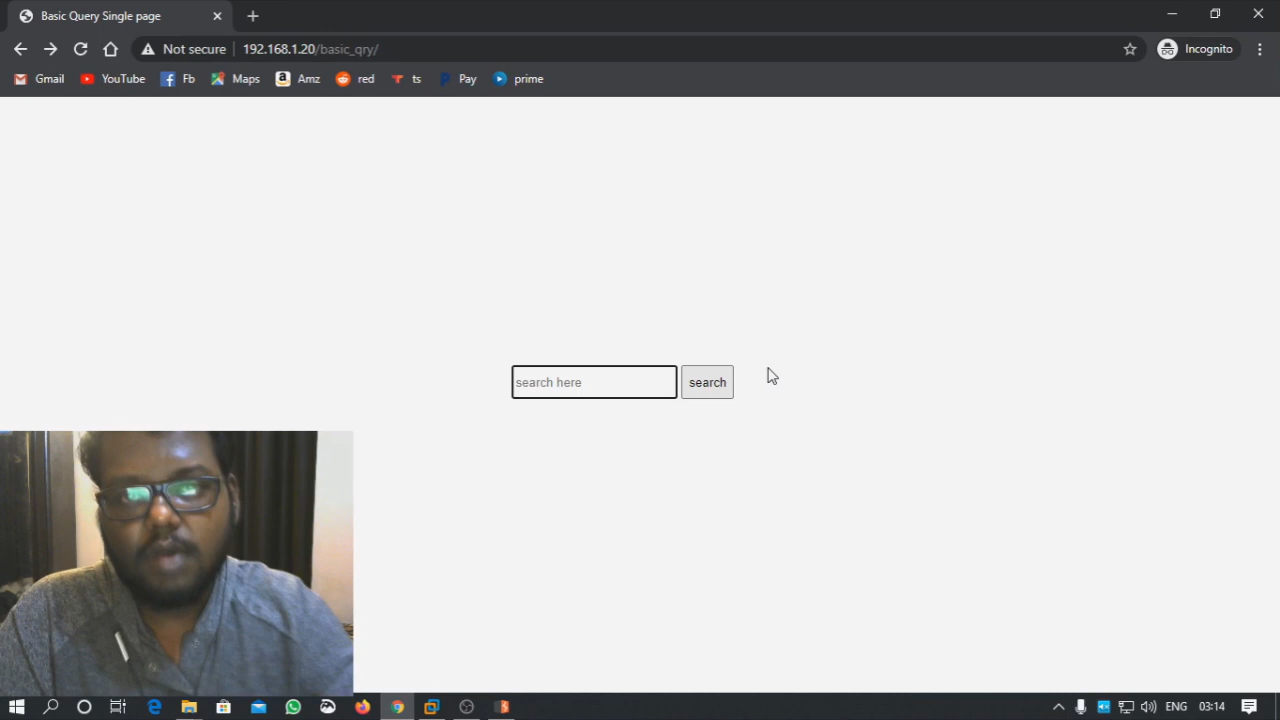 Basic Query Single page
Not secure 192.168.1.20/basic_qry/ Incognito
Gmail YouTube Fb Maps Amz red ts Pay prime
search here search
ENG 03:14